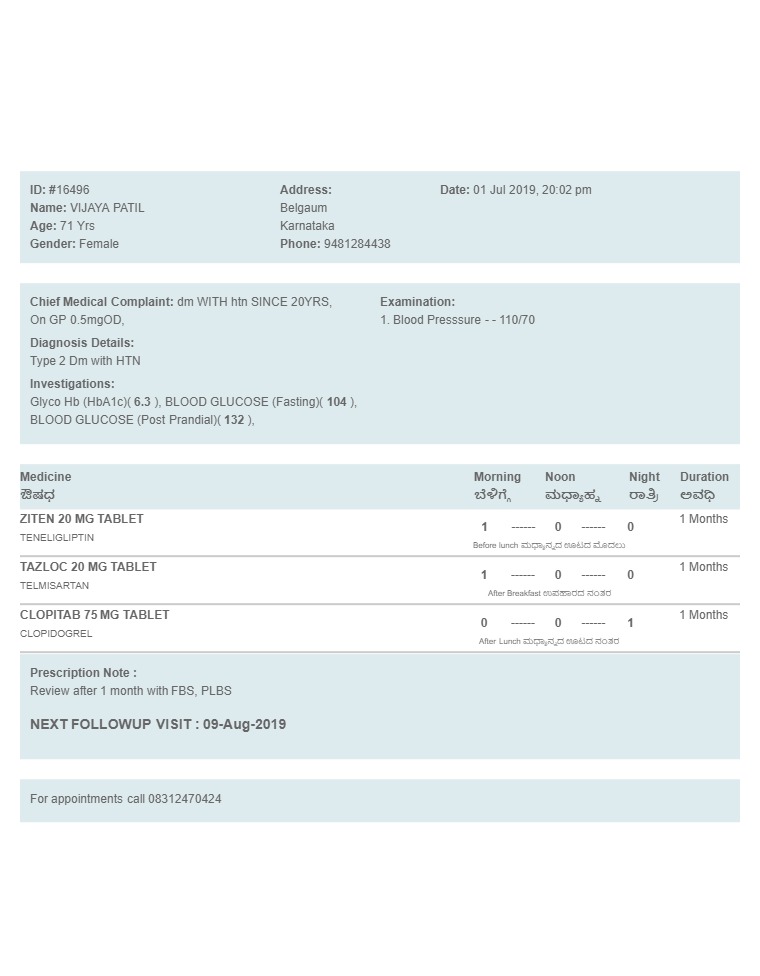 ID: #16496
Name: VIJAYA PATIL
Age: 71 Yrs
Gender: Female
Address:
Belgaum
Karnataka
Phone: 9481284438
Date: 01 Jul 2019, 20:02 pm
Chief Medical Complaint: dm WITH htn SINCE 20YRS,
On GP 0.5mgOD,
Diagnosis Details:
Type 2 Dm with HTN
Investigations:
Glyco Hb (HbA1c)( 6.3 ), BLOOD GLUCOSE (Fasting)( 104 ),
BLOOD GLUCOSE (Post Prandial)( 132 ),
Examination:
1. Blood Presssure - - 110/70
Medicine Morning Noon Night Duration
ಔಷಧ ಬೆಳಿಗ್ಗೆ ಮಧ್ಯಾಹ್ನ ರಾತ್ರಿ ಅವಧಿ
ZITEN 20 MG TABLET 1 ------ 0 ------ 0 1 Months
TENELIGLIPTIN
Before lunch ಮಧ್ಯಾನ್ನದ ಊಟದ ಮೊದಲು
TAZLOC 20 MG TABLET 1 ------ 0 ------ 0 1 Months
TELMISARTAN
After Breakfast ಉಪಹಾರದ ನಂತರ
CLOPITAB 75 MG TABLET 0 ------ 0 ------ 1 1 Months
CLOPIDOGREL
After Lunch ಮಧ್ಯಾನ್ನದ ಊಟದ ನಂತರ
Prescription Note :
Review after 1 month with FBS, PLBS
NEXT FOLLOWUP VISIT : 09-Aug-2019
For appointments call 08312470424